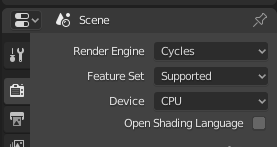 Scene
Render Engine Cycles
Feature Set Supported
Device CPU
Open Shading Language